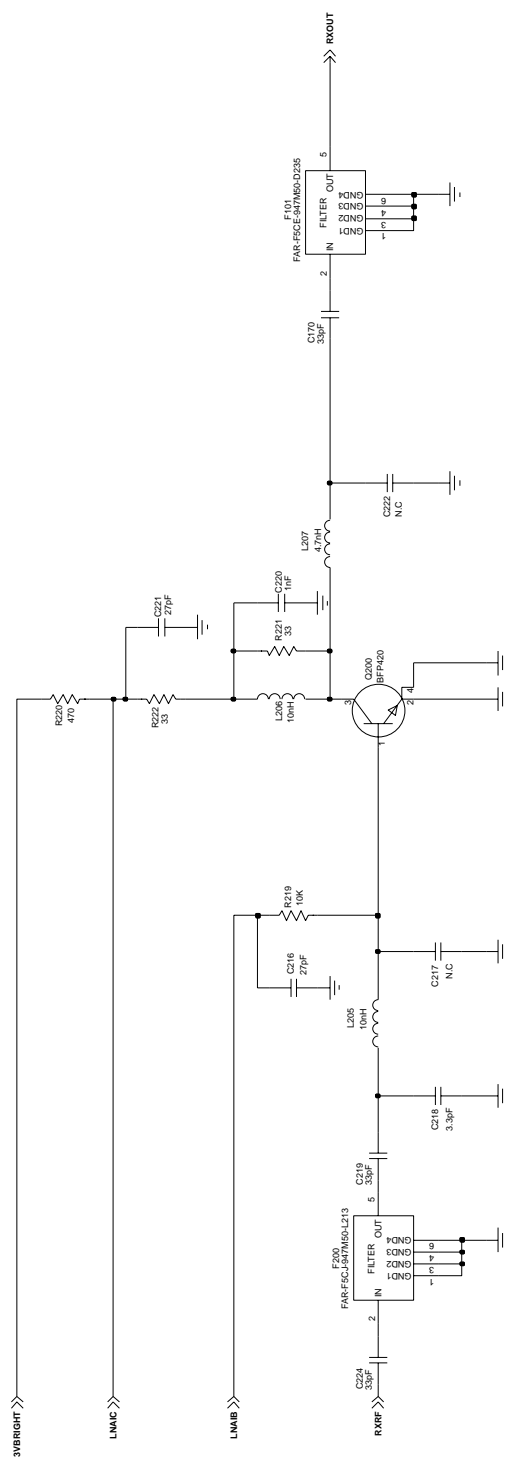 3VBRIGHT
R220
470
LNAIC
C221
27pF
R222
33
LNAIB
L206
10nH
R221
33
C220
1nF
C216
27pF
R219
10K
L207
4.7nH
C170
33pF
F101
FAR-F5CE-947M50-D235
2
IN
FILTER
OUT
5
GND1
GND2
GND3
GND4
1
3
4
6
RXOUT
C222
N.C
Q200
BFP420
3
1
2
4
L205
10nH
C217
N.C
C218
3.3pF
C219
33pF
F200
FAR-F5CJ-947M50-L213
2
IN
FILTER
OUT
5
GND1
GND2
GND3
GND4
1
3
4
6
C224
33pF
RXRF